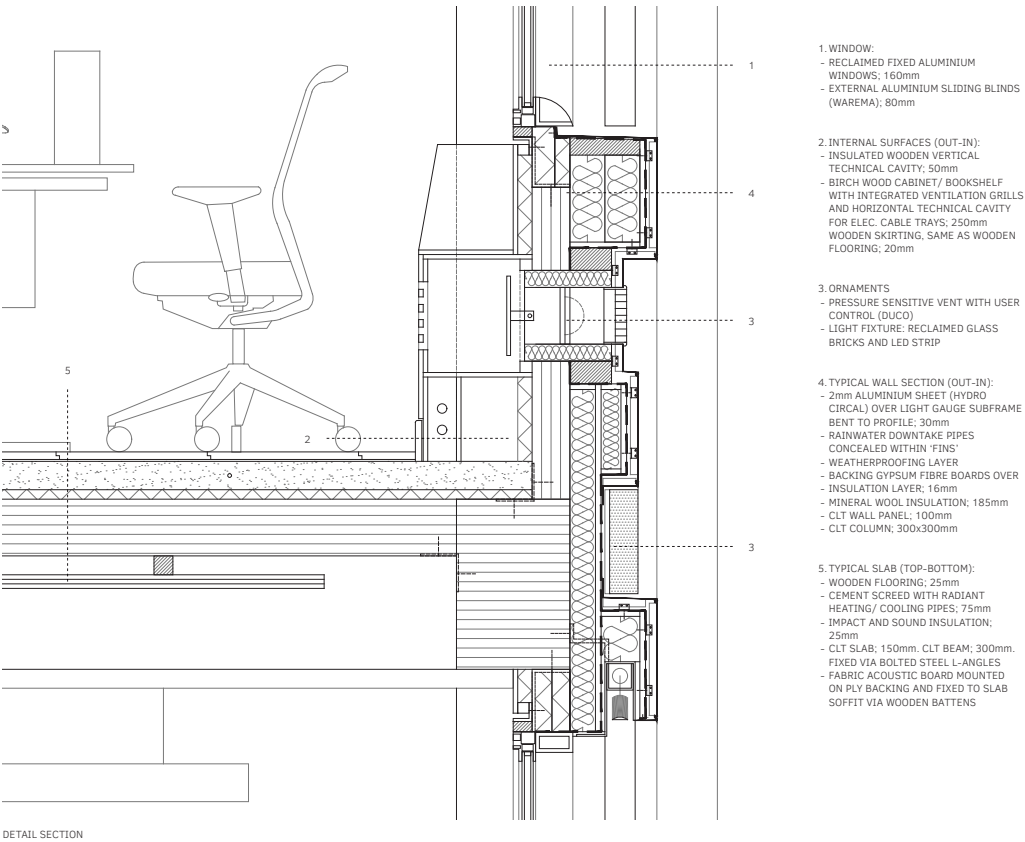 1
4
3
5
2
3
1. WINDOW:
- RECLAIMED FIXED ALUMINIUM
WINDOWS; 160mm
- EXTERNAL ALUMINIUM SLIDING BLINDS
(WAREMA); 80mm
2. INTERNAL SURFACES (OUT-IN):
- INSULATED WOODEN VERTICAL
TECHNICAL CAVITY; 50mm
- BIRCH WOOD CABINET/ BOOKSHELF
WITH INTEGRATED VENTILATION GRILLS
AND HORIZONTAL TECHNICAL CAVITY
FOR ELEC. CABLE TRAYS; 250mm
WOODEN SKIRTING, SAME AS WOODEN
FLOORING; 20mm
3. ORNAMENTS
- PRESSURE SENSITIVE VENT WITH USER
CONTROL (DUCO)
- LIGHT FIXTURE: RECLAIMED GLASS
BRICKS AND LED STRIP
4. TYPICAL WALL SECTION (OUT-IN):
- 2mm ALUMINIUM SHEET (HYDRO
CIRCAL) OVER LIGHT GAUGE SUBFRAME
BENT TO PROFILE; 30mm
- RAINWATER DOWNTAKE PIPES
CONCEALED WITHIN ‘FINS’
- WEATHERPROOFING LAYER
- BACKING GYPSUM FIBRE BOARDS OVER
- INSULATION LAYER; 16mm
- MINERAL WOOL INSULATION; 185mm
- CLT WALL PANEL; 100mm
- CLT COLUMN; 300x300mm
5. TYPICAL SLAB (TOP-BOTTOM):
- WOODEN FLOORING; 25mm
- CEMENT SCREED WITH RADIANT
HEATING/ COOLING PIPES; 75mm
- IMPACT AND SOUND INSULATION;
25mm
- CLT SLAB; 150mm. CLT BEAM; 300mm.
FIXED VIA BOLTED STEEL L-ANGLES
- FABRIC ACOUSTIC BOARD MOUNTED
ON PLY BACKING AND FIXED TO SLAB
SOFFIT VIA WOODEN BATTENS
DETAIL SECTION